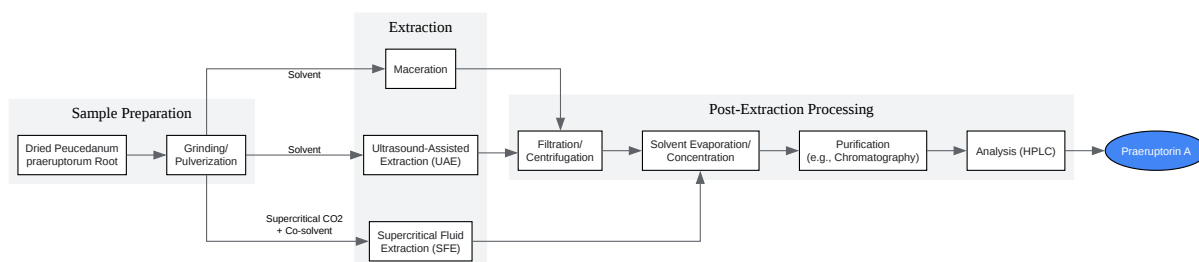 Extraction
Maceration
Solvent
Sample Preparation
Post-Extraction Processing
Dried Peucedanum
praeruptorum Root
Grinding/
Pulverization
Solvent
Ultrasound-Assisted
Extraction (UAE)
Filtration/
Centrifugation
Solvent Evaporation/
Concentration
Purification
(e.g., Chromatography)
Analysis (HPLC)
Praeruptorin A
Supercritical CO2
+ Co-solvent
Supercritical Fluid
Extraction (SFE)